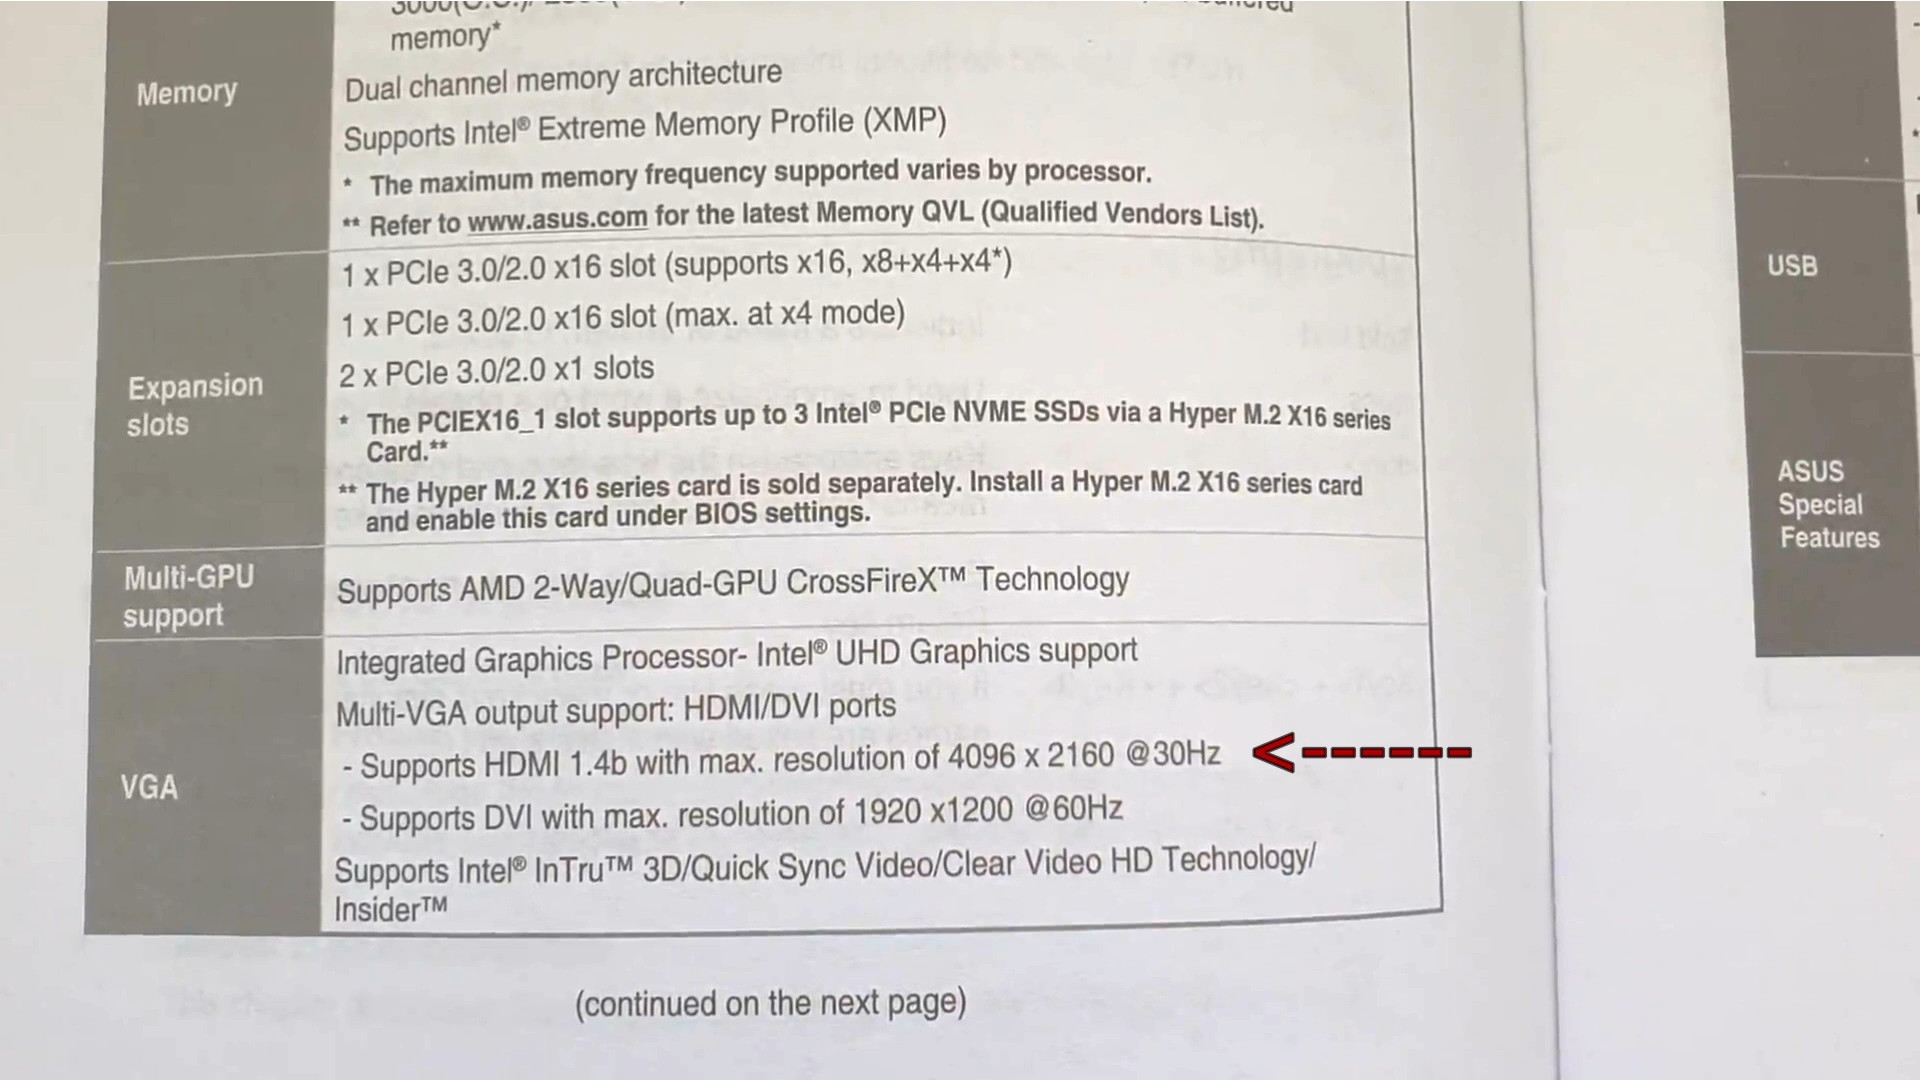 memory*
Memory
Dual channel memory architecture
Supports Intel® Extreme Memory Profile (XMP)
* The maximum memory frequency supported varies by processor.
** Refer to www.asus.com for the latest Memory QVL (Qualified Vendors List).
Expansion
slots
1 x PCIe 3.0/2.0 x16 slot (supports x16, x8+x4+x4*)
1 x PCIe 3.0/2.0 x16 slot (max. at x4 mode)
2 x PCIe 3.0/2.0 x1 slots
* The PCIEX16_1 slot supports up to 3 Intel® PCIe NVME SSDs via a Hyper M.2 X16 series
Card.**
** The Hyper M.2 X16 series card is sold separately. Install a Hyper M.2 X16 series card
and enable this card under BIOS settings.
Multi-GPU
support
Supports AMD 2-Way/Quad-GPU CrossFireX™ Technology
VGA
Integrated Graphics Processor- Intel® UHD Graphics support
Multi-VGA output support: HDMI/DVI ports
- Supports HDMI 1.4b with max. resolution of 4096 x 2160 @30Hz
- Supports DVI with max. resolution of 1920 x1200 @60Hz
Supports Intel® InTru™ 3D/Quick Sync Video/Clear Video HD Technology/
Insider™
(continued on the next page)
USB
ASUS
Special
Features